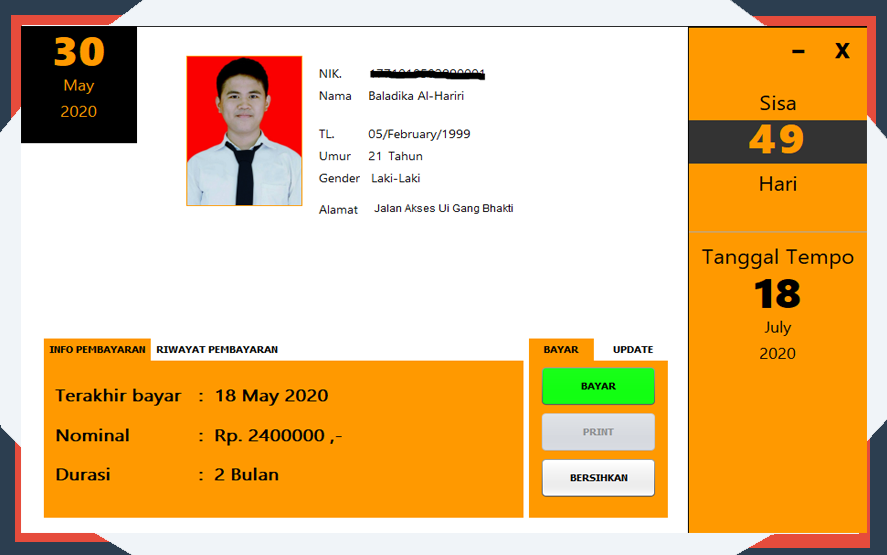 30
May
2020
NIK.
Nama Baladika Al-Hariri
TL. 05/February/1999
Umur 21 Tahun
Gender Laki-Laki
Alamat Jalan Akses Ui Gang Bhakti
– X
Sisa
49
Hari
Tanggal Tempo
18
July
2020
INFO PEMBAYARAN RIWAYAT PEMBAYARAN
Terakhir bayar : 18 May 2020
Nominal : Rp. 2400000 ,-
Durasi : 2 Bulan
BAYAR UPDATE
BAYAR
PRINT
BERSIHKAN